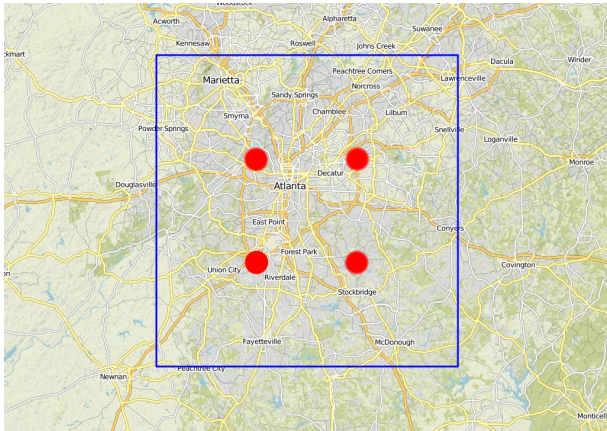 Woodstock
Alpharetta
Acworth
Suwanee
Kennesaw
Roswell
Johns Creek
ckmart
Dacula
Winder
Peachtree Corners
Lawrenceville
Marietta
Norcross
Sandy Springs
Chamblee
Lilburn
Smyrna
Powder Springs
Snellville
Loganville
Monroe
Decatur
Douglasville
Atlanta
East Point
Conyers
Forest Park
Covington
Union City
Riverdale
Stockbridge
Fayetteville
McDonough
Peachtree City
Newnan
Monticell